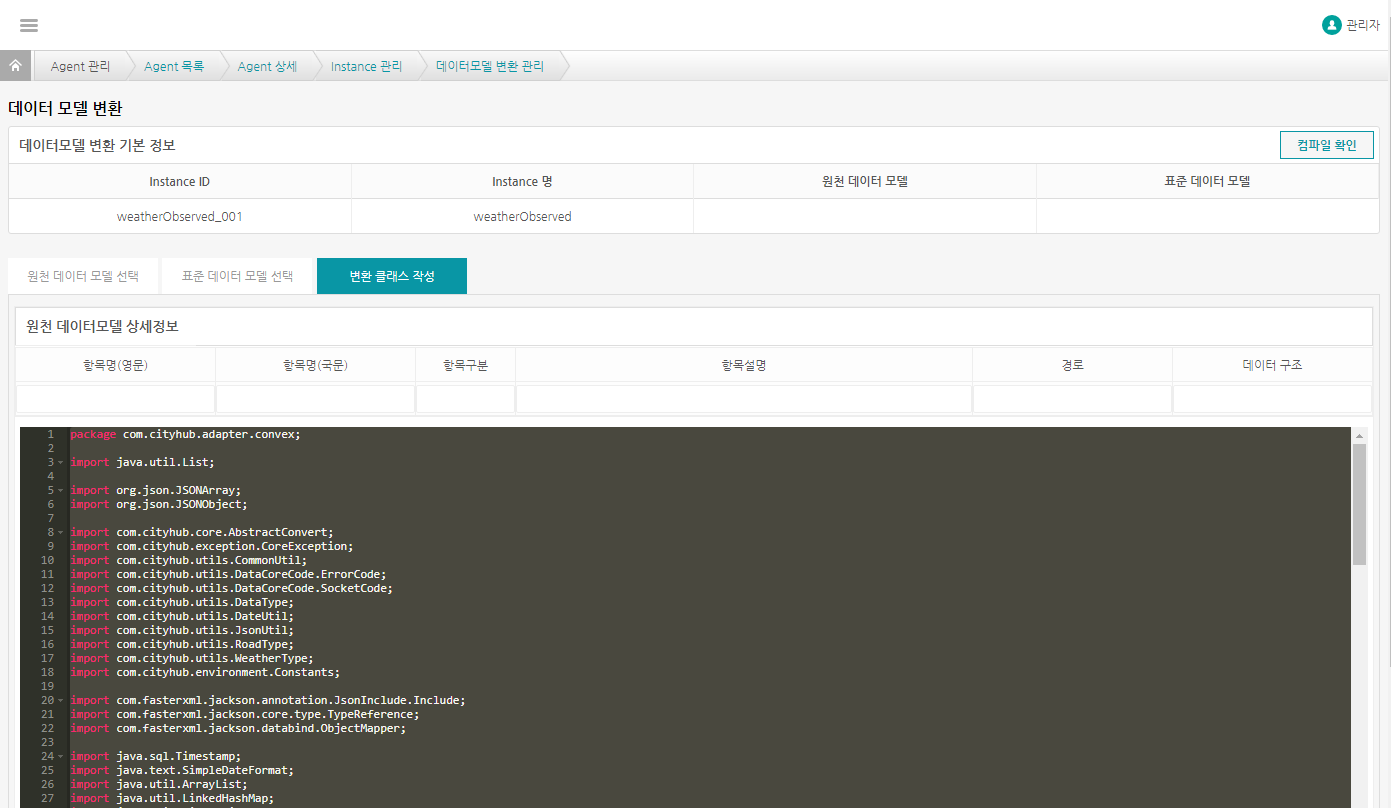 관리자
Agent 관리 Agent 목록 Agent 상세 Instance 관리 데이터모델 변환 관리
데이터 모델 변환
데이터모델 변환 기본 정보 컴파일 확인
Instance ID Instance 명 원천 데이터 모델 표준 데이터 모델
weatherObserved_001 weatherObserved
원천 데이터 모델 선택 표준 데이터 모델 선택 변환 클래스 작성
원천 데이터모델 상세정보
항목명(영문) 항목명(국문) 항목구분 항목설명 경로 데이터 구조
1 package com.cityhub.adapter.convex;
2
3 import java.util.List;
4
5 import org.json.JSONArray;
6 import org.json.JSONObject;
7
8 import com.cityhub.core.AbstractConvert;
9 import com.cityhub.exception.CoreException;
10 import com.cityhub.utils.CommonUtil;
11 import com.cityhub.utils.DataCoreCode.ErrorCode;
12 import com.cityhub.utils.DataCoreCode.SocketCode;
13 import com.cityhub.utils.DataType;
14 import com.cityhub.utils.DateUtil;
15 import com.cityhub.utils.JsonUtil;
16 import com.cityhub.utils.RoadType;
17 import com.cityhub.utils.WeatherType;
18 import com.cityhub.environment.Constants;
19
20 import com.fasterxml.jackson.annotation.JsonInclude.Include;
21 import com.fasterxml.jackson.core.type.TypeReference;
22 import com.fasterxml.jackson.databind.ObjectMapper;
23
24 import java.sql.Timestamp;
25 import java.text.SimpleDateFormat;
26 import java.util.ArrayList;
27 import java.util.LinkedHashMap;